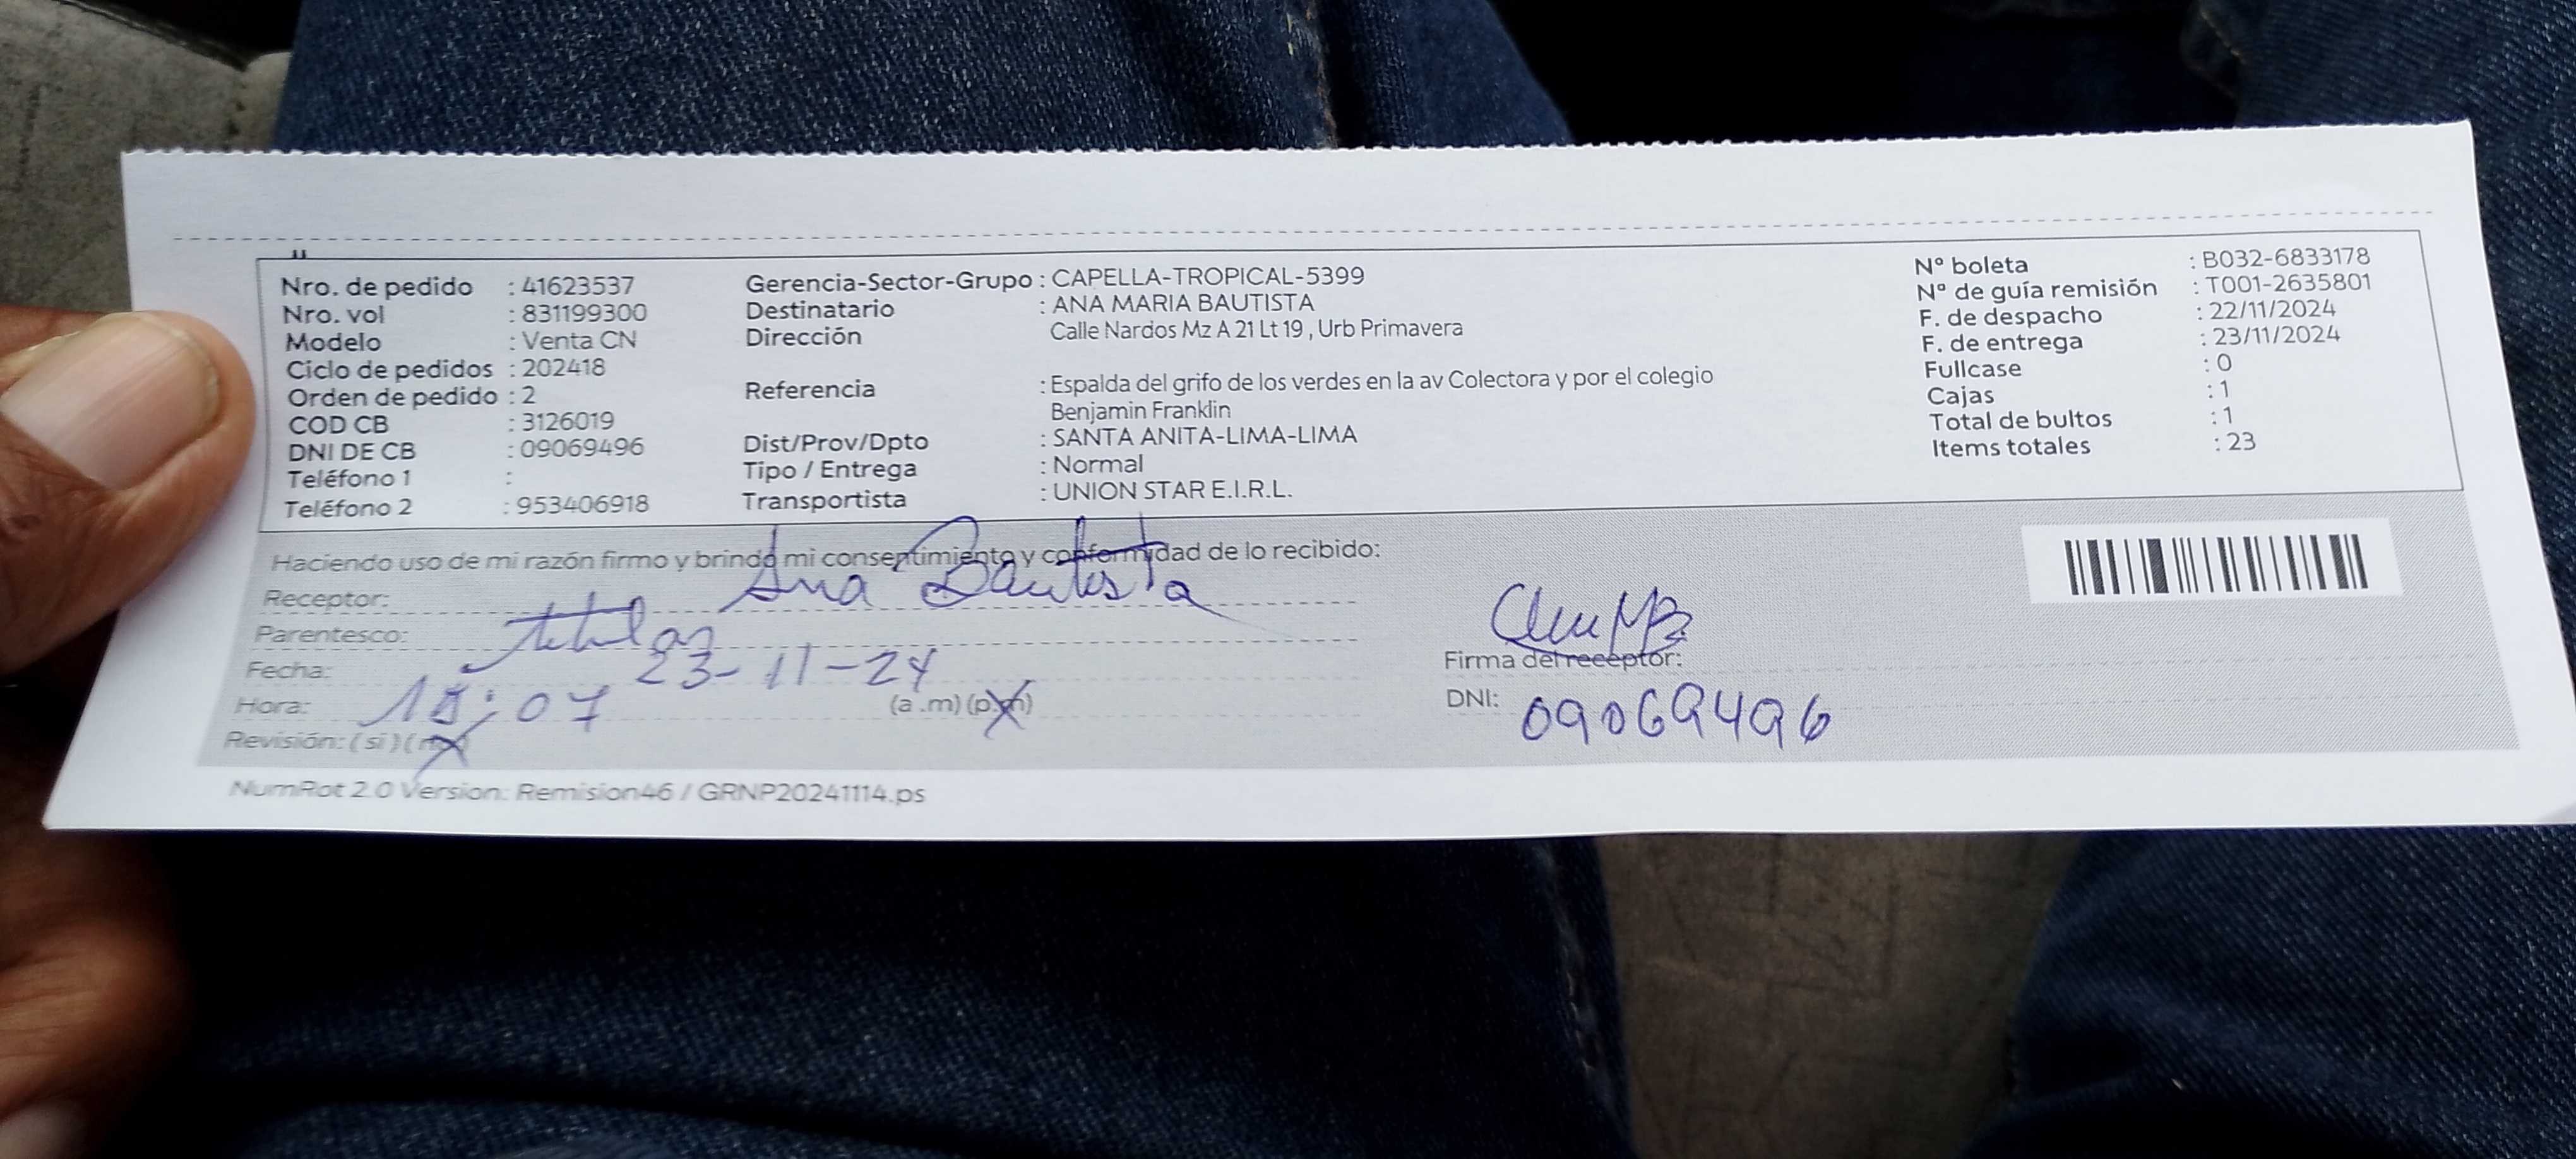 Nro. de pedido : 41623537
Nro. vol : 831199300
Modelo : Venta CN
Ciclo de pedidos : 202418
Orden de pedido : 2
COD CB : 3126019
DNI DE CB : 09069496
Teléfono 1 :
Teléfono 2 : 953406918
Gerencia-Sector-Grupo : CAPELLA-TROPICAL-5399
Destinatario : ANA MARIA BAUTISTA
Dirección Calle Nardos Mz A 21 Lt 19 , Urb Primavera
Referencia : Espalda del grifo de los verdes en la av Colectora y por el colegio
Benjamin Franklin
Dist/Prov/Dpto : SANTA ANITA-LIMA-LIMA
Tipo / Entrega : Normal
Transportista : UNION STAR E.I.R.L.
Nº boleta : B032-6833178
Nº de guía remisión : T001-2635801
F. de despacho : 22/11/2024
F. de entrega : 23/11/2024
Fullcase : 0
Cajas : 1
Total de bultos : 1
Items totales : 23
Haciendo uso de mi razón firmo y brindo mi consentimiento y conformidad de lo recibido:
Receptor: Ana Bautista
Parentesco: titular
Fecha: 23-11-24
Hora: (a .m) (p.m)
Revisión: ( si ) ( no )
Firma del receptor:
DNI: 09069496
NumRot 2.0 Version: Remision46 / GRNP20241114.ps